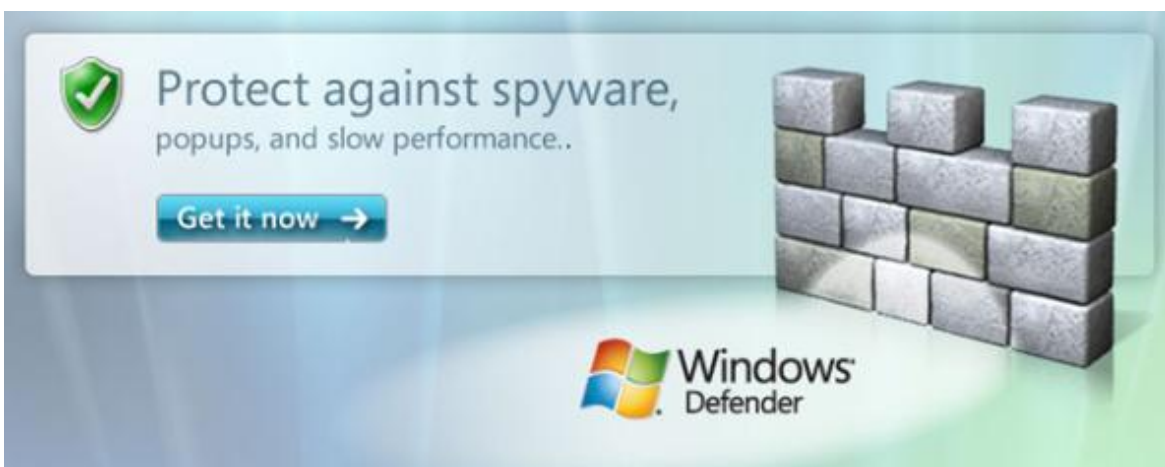 Protect against spyware,
popups, and slow performance..
Get it now →
Windows
Defender